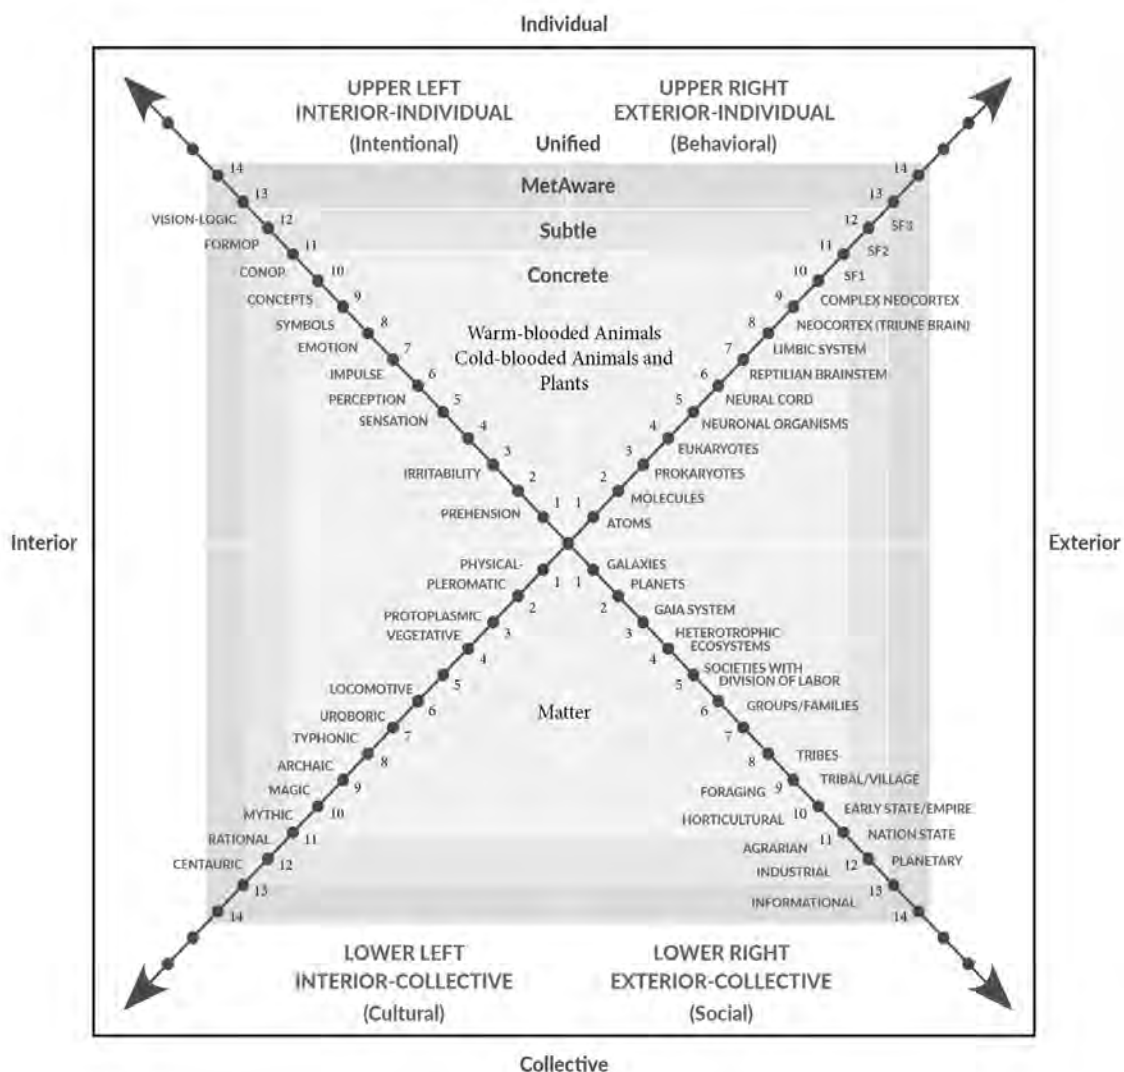 Individual
UPPER LEFT
INTERIOR-INDIVIDUAL
(Intentional)
UPPER RIGHT
EXTERIOR-INDIVIDUAL
(Behavioral)
Unified
MetAware
Subtle
Concrete
Warm-blooded Animals
Cold-blooded Animals and
Plants
14
13
12
11
10
9
8
7
6
5
4
3
2
1
VISION-LOGIC
FORMOP
CONOP
CONCEPTS
SYMBOLS
EMOTION
IMPULSE
PERCEPTION
SENSATION
IRRITABILITY
PREHENSION
14
13
12
11
10
9
8
7
6
5
4
3
2
1
SF3
SF2
SF1
COMPLEX NEOCORTEX
NEOCORTEX (TRIUNE BRAIN)
LIMBIC SYSTEM
REPTILIAN BRAINSTEM
NEURAL CORD
NEURONAL ORGANISMS
EUKARYOTES
PROKARYOTES
MOLECULES
ATOMS
Interior
Exterior
PHYSICAL-
PLEROMATIC
PROTOPLASMIC
VEGETATIVE
LOCOMOTIVE
UROBORIC
TYPHONIC
ARCHAIC
MAGIC
MYTHIC
RATIONAL
CENTAURIC
1
2
3
4
5
6
7
8
9
10
11
12
13
14
Matter
GALAXIES
PLANETS
GAIA SYSTEM
HETEROTROPHIC
ECOSYSTEMS
SOCIETIES WITH
DIVISION OF LABOR
GROUPS/FAMILIES
TRIBES
TRIBAL/VILLAGE
EARLY STATE/EMPIRE
NATION STATE
PLANETARY
1
2
3
4
5
6
7
8
9
10
11
12
13
14
FORAGING
HORTICULTURAL
AGRARIAN
INDUSTRIAL
INFORMATIONAL
LOWER LEFT
INTERIOR-COLLECTIVE
(Cultural)
LOWER RIGHT
EXTERIOR-COLLECTIVE
(Social)
Collective